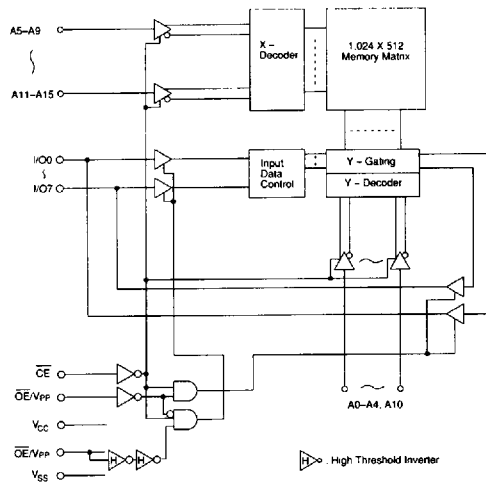 A5–A9
X –
Decoder
1,024 X 512
Memory Matrix
A11–A15
I/O0
I/O7
Input
Data
Control
Y – Gating
Y – Decoder
CE
OE/VPP
VCC
OE/VPP
VSS
A0–A4, A10
H
H
H
: High Threshold Inverter